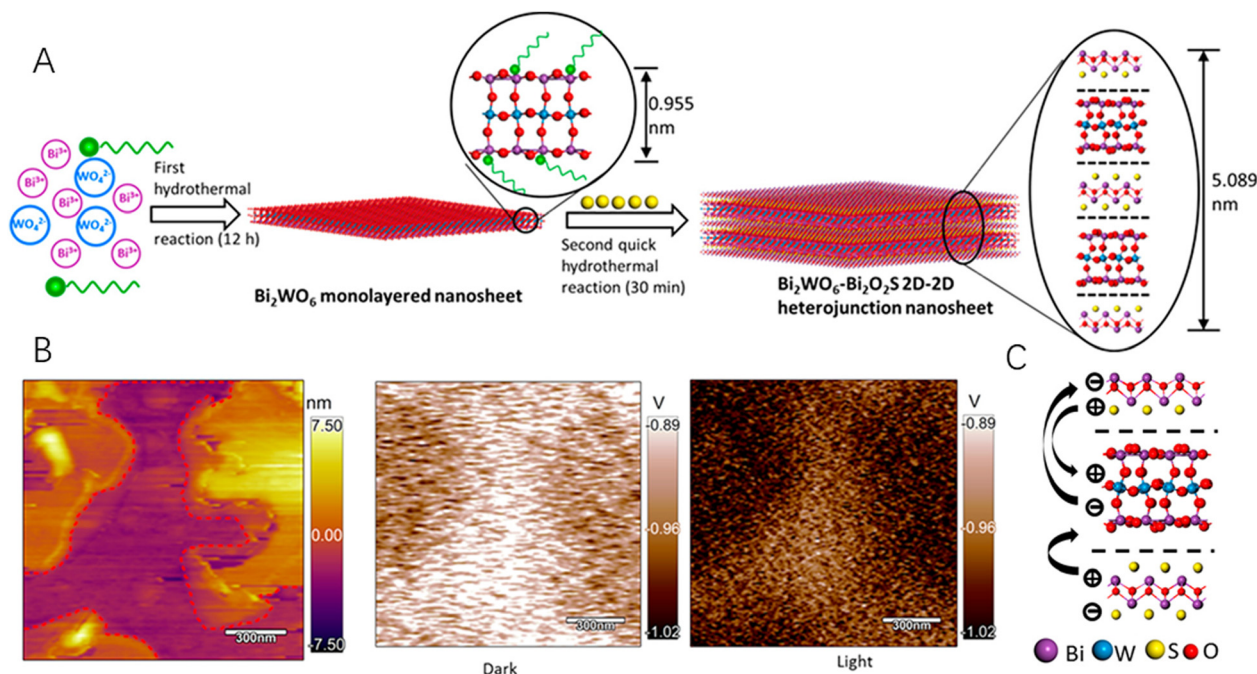 A
Bi³⁺
WO₄²⁻
Bi³⁺
Bi³⁺
Bi³⁺
WO₄²⁻
WO₄²⁻
Bi³⁺
Bi³⁺
Bi³⁺
First
hydrothermal
reaction (12 h)
0.955
nm
Bi₂WO₆ monolayered nanosheet
Second quick
hydrothermal
reaction (30 min)
Bi₂WO₆-Bi₂O₂S 2D-2D
heterojunction nanosheet
5.089
nm
B
nm
7.50
0.00
-7.50
300nm
V
-0.89
-0.96
-1.02
300nm
Dark
V
-0.89
-0.96
-1.02
300nm
Light
C
−
+
+
−
+
−
Bi W S O